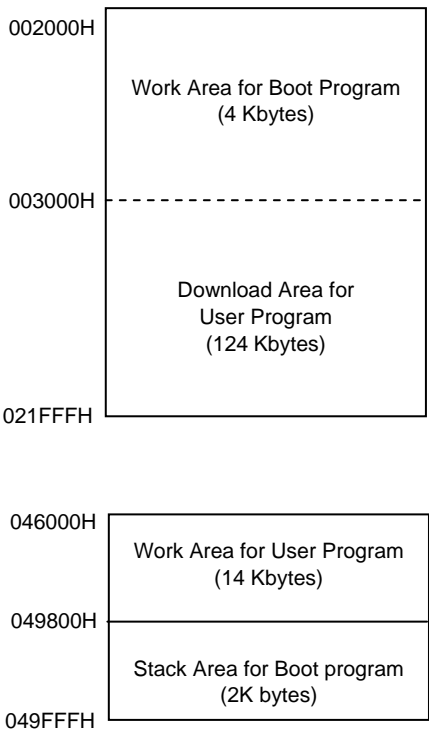 002000H
Work Area for Boot Program
(4 Kbytes)
003000H
Download Area for
User Program
(124 Kbytes)
021FFFH
046000H
Work Area for User Program
(14 Kbytes)
049800H
Stack Area for Boot program
(2K bytes)
049FFFH